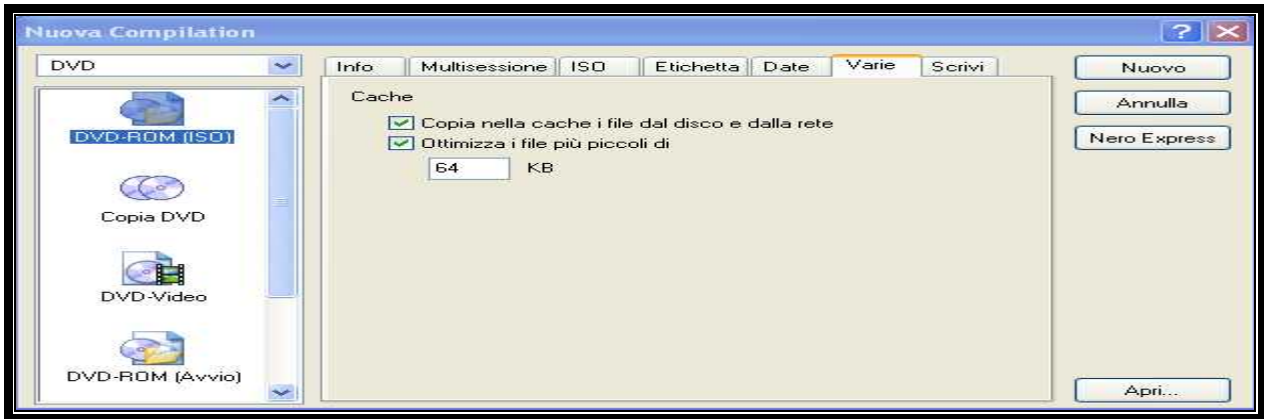 Nuova Compilation
DVD
DVD-ROM (ISO)
Copia DVD
DVD-Video
DVD-ROM (Avvio)
Info Multisessione ISO Etichetta Date Varie Scrivi
Cache
Copia nella cache i file dal disco e dalla rete
Ottimizza i file più piccoli di
64 KB
Nuovo
Annulla
Nero Express
Apri...